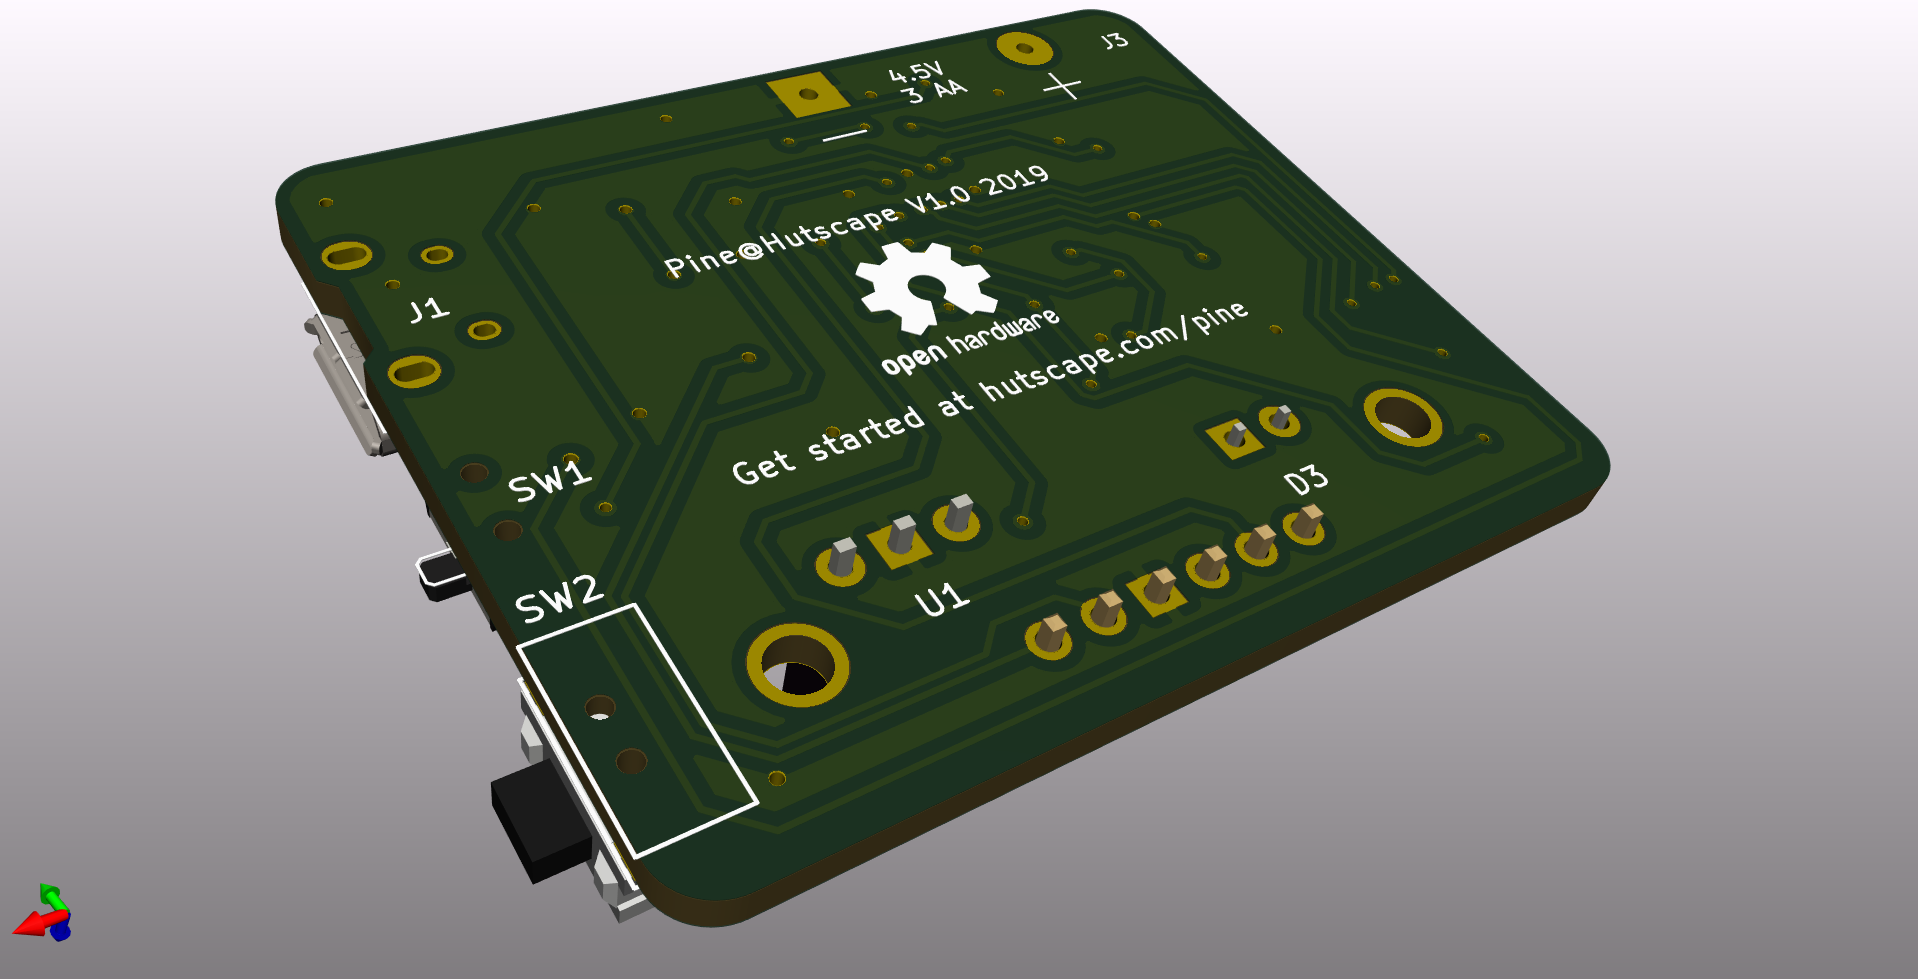 J3
4.5V
3 AA
+
-
Pine@Hutscape V1.0 2019
J1
open hardware
Get started at hutscape.com/pine
SW1
D3
SW2
U1